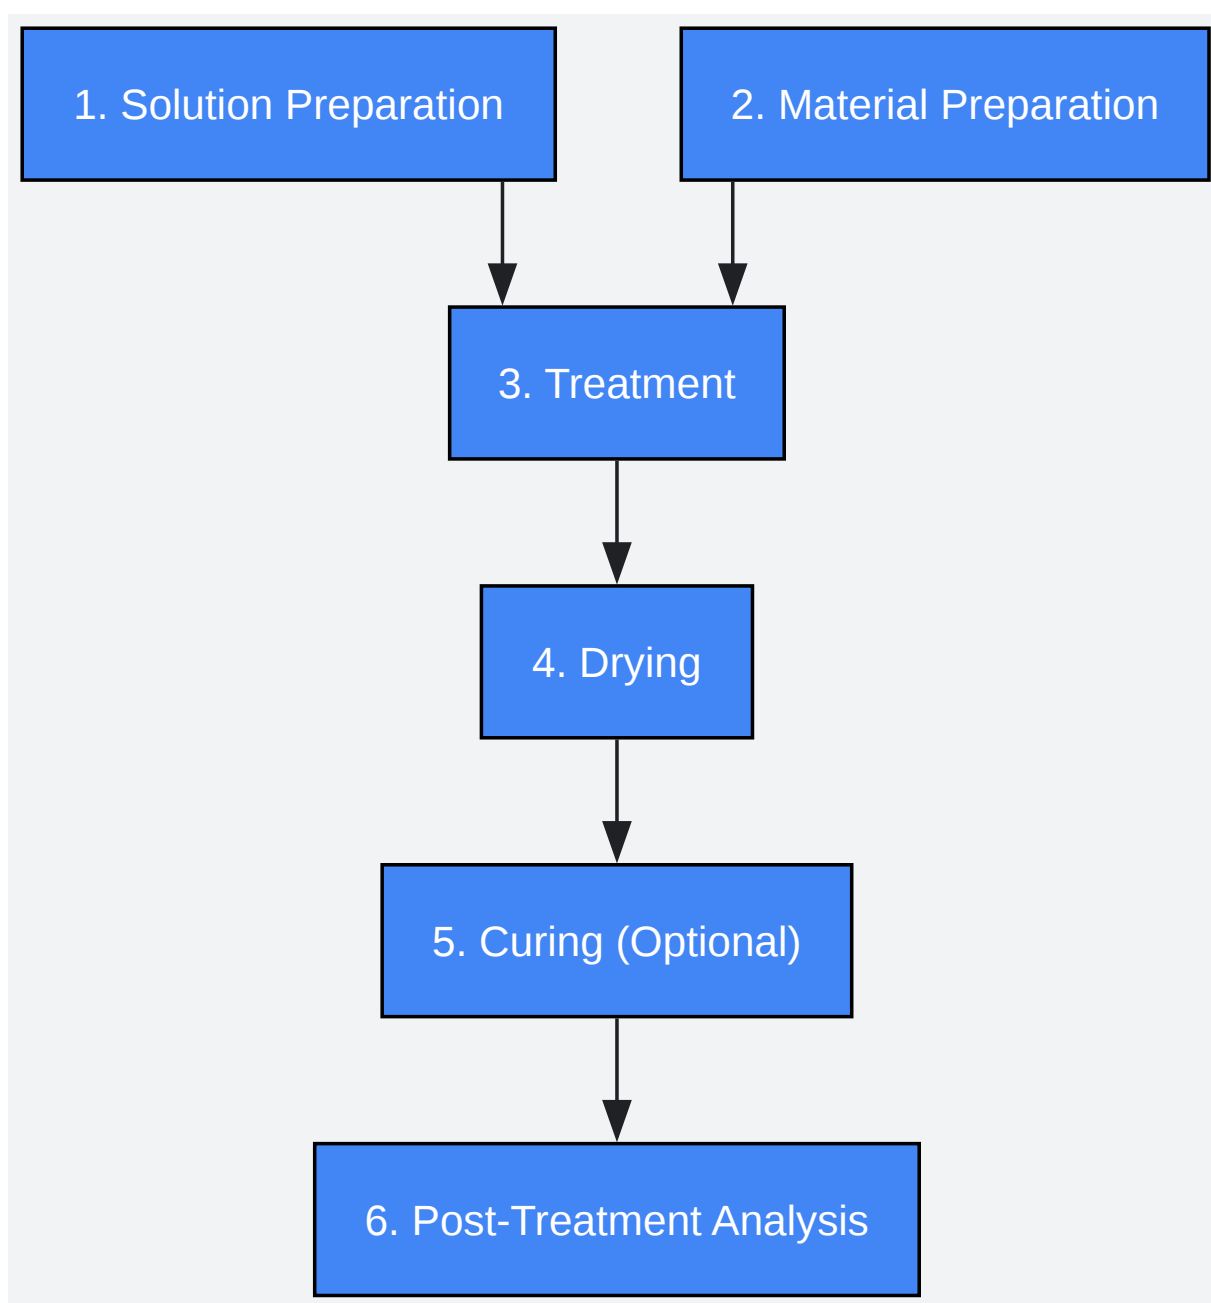 1. Solution Preparation
2. Material Preparation
3. Treatment
4. Drying
5. Curing (Optional)
6. Post-Treatment Analysis